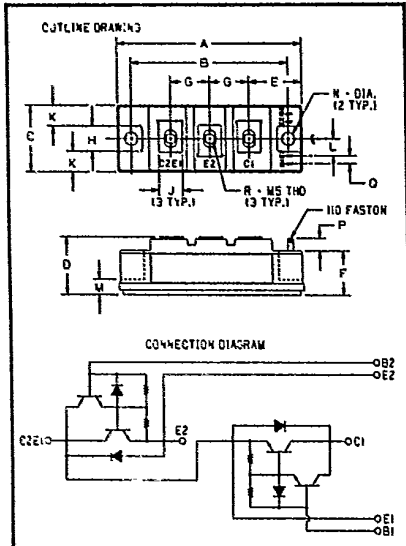 OUTLINE DRAWING
A
B
G G E
N - DIA.
(2 TYP.)
K
C H
K
L
Q
C2E1 E2 C1
J
(3 TYP.)
R - M5 THD
(3 TYP.)
110 FASTON
P
D
M
F
CONNECTION DIAGRAM
B2
E2
C2E1 E2 C1
E1
B1